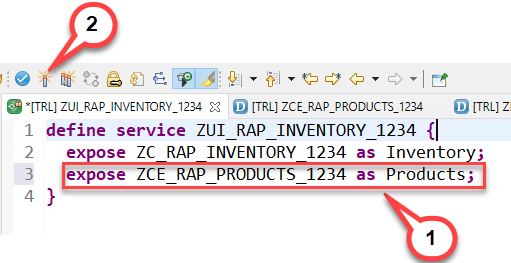 2
*[TRL] ZUI_RAP_INVENTORY_1234 [TRL] ZCE_RAP_PRODUCTS_1234 [TRL] Z
1 define service ZUI_RAP_INVENTORY_1234 {
2 expose ZC_RAP_INVENTORY_1234 as Inventory;
3 expose ZCE_RAP_PRODUCTS_1234 as Products;
4 }
1